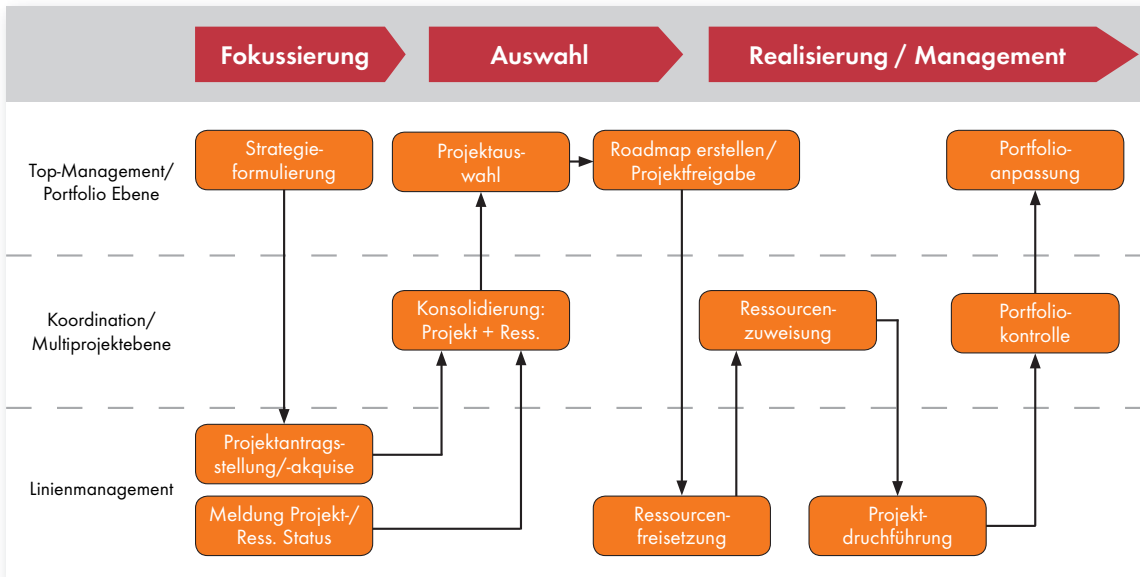 Fokussierung
Auswahl
Realisierung / Management
Top-Management/
Portfolio Ebene
Strategie-
formulierung
Projektaus-
wahl
Roadmap erstellen/
Projektfreigabe
Portfolio-
anpassung
Koordination/
Multiprojektebene
Konsolidierung:
Projekt + Ress.
Ressourcen-
zuweisung
Portfolio-
kontrolle
Linienmanagement
Projektantrags-
stellung/-akquise
Meldung Projekt-/
Ress. Status
Ressourcen-
freisetzung
Projekt-
druchführung